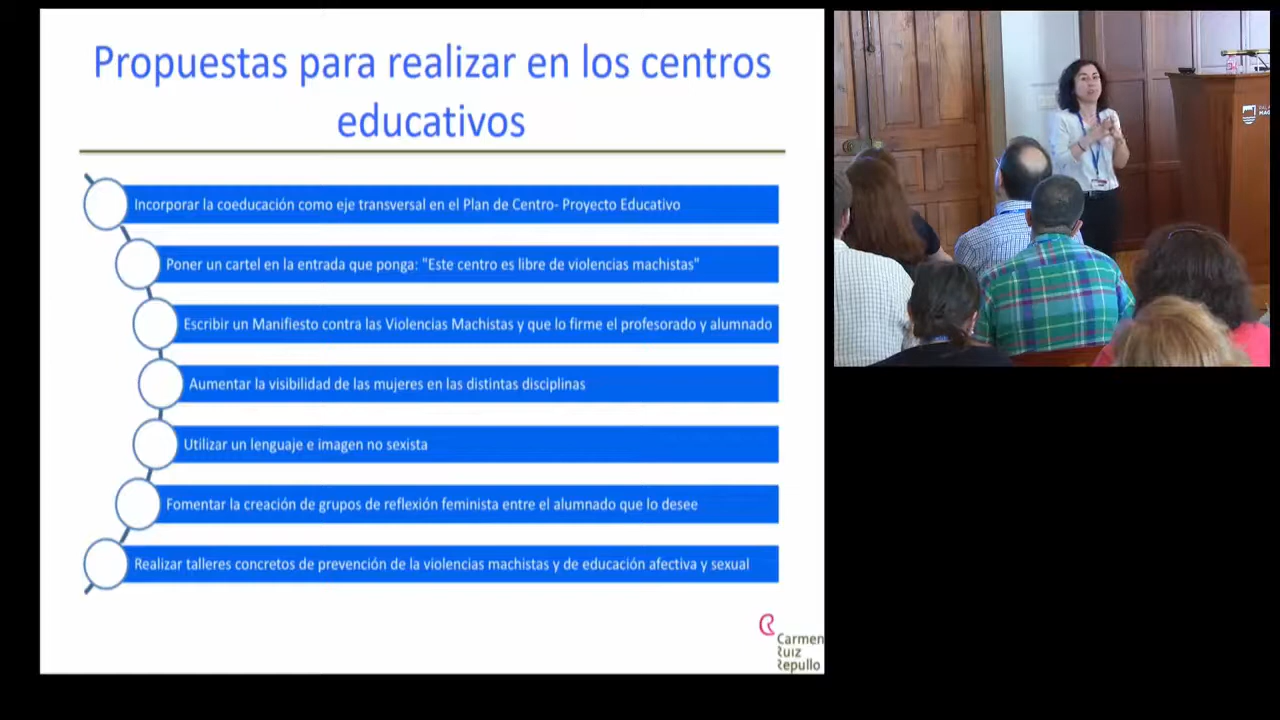 Propuestas para realizar en los centros
educativos
Incorporar la coeducación como eje transversal en el Plan de Centro- Proyecto Educativo
Poner un cartel en la entrada que ponga: "Este centro es libre de violencias machistas"
Escribir un Manifiesto contra las Violencias Machistas y que lo firme el profesorado y alumnado
Aumentar la visibilidad de las mujeres en las distintas disciplinas
Utilizar un lenguaje e imagen no sexista
Fomentar la creación de grupos de reflexión feminista entre el alumnado que lo desee
Realizar talleres concretos de prevención de la violencias machistas y de educación afectiva y sexual
Carmen
Ruiz
Repullo